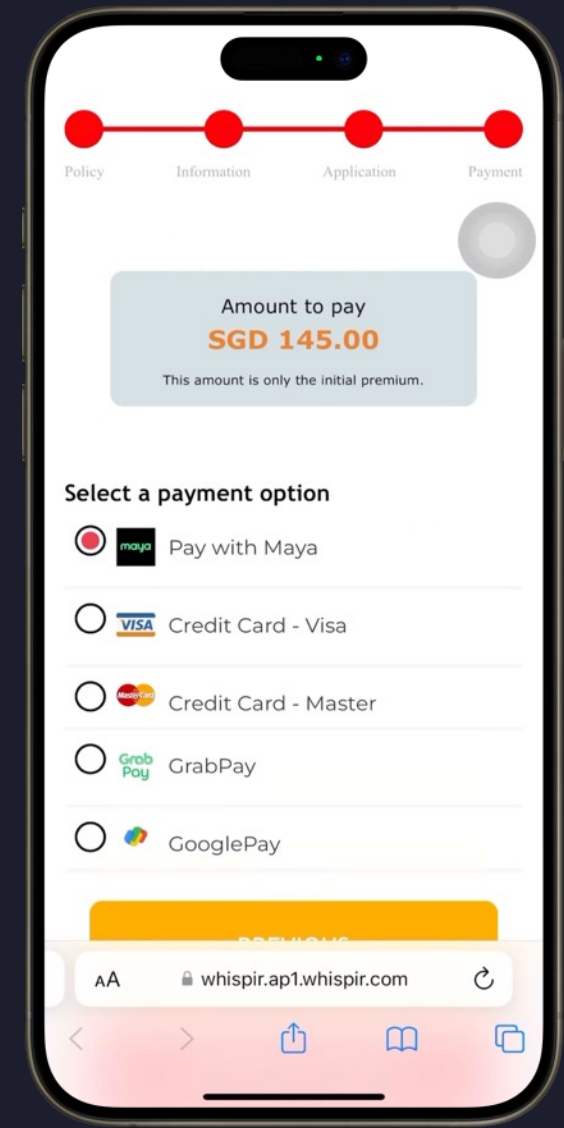 Policy Information Application Payment
Amount to pay
SGD 145.00
This amount is only the initial premium.
Select a payment option
maya Pay with Maya
VISA Credit Card - Visa
MasterCard Credit Card - Master
Grab
Pay GrabPay
GooglePay
PREVIOUS
AA whispir.ap1.whispir.com